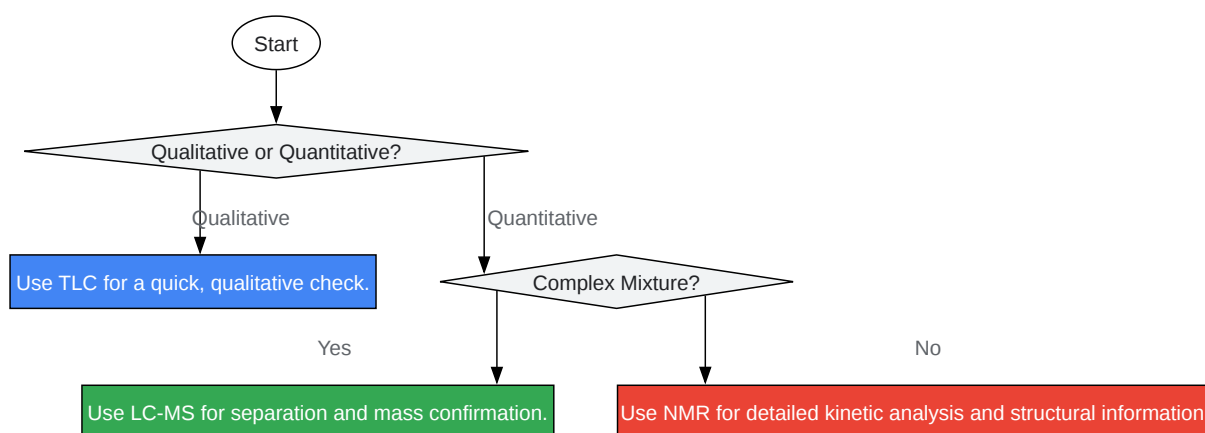 Start
Qualitative or Quantitative?
Qualitative
Quantitative
Use TLC for a quick, qualitative check.
Complex Mixture?
Yes
No
Use LC-MS for separation and mass confirmation.
Use NMR for detailed kinetic analysis and structural information